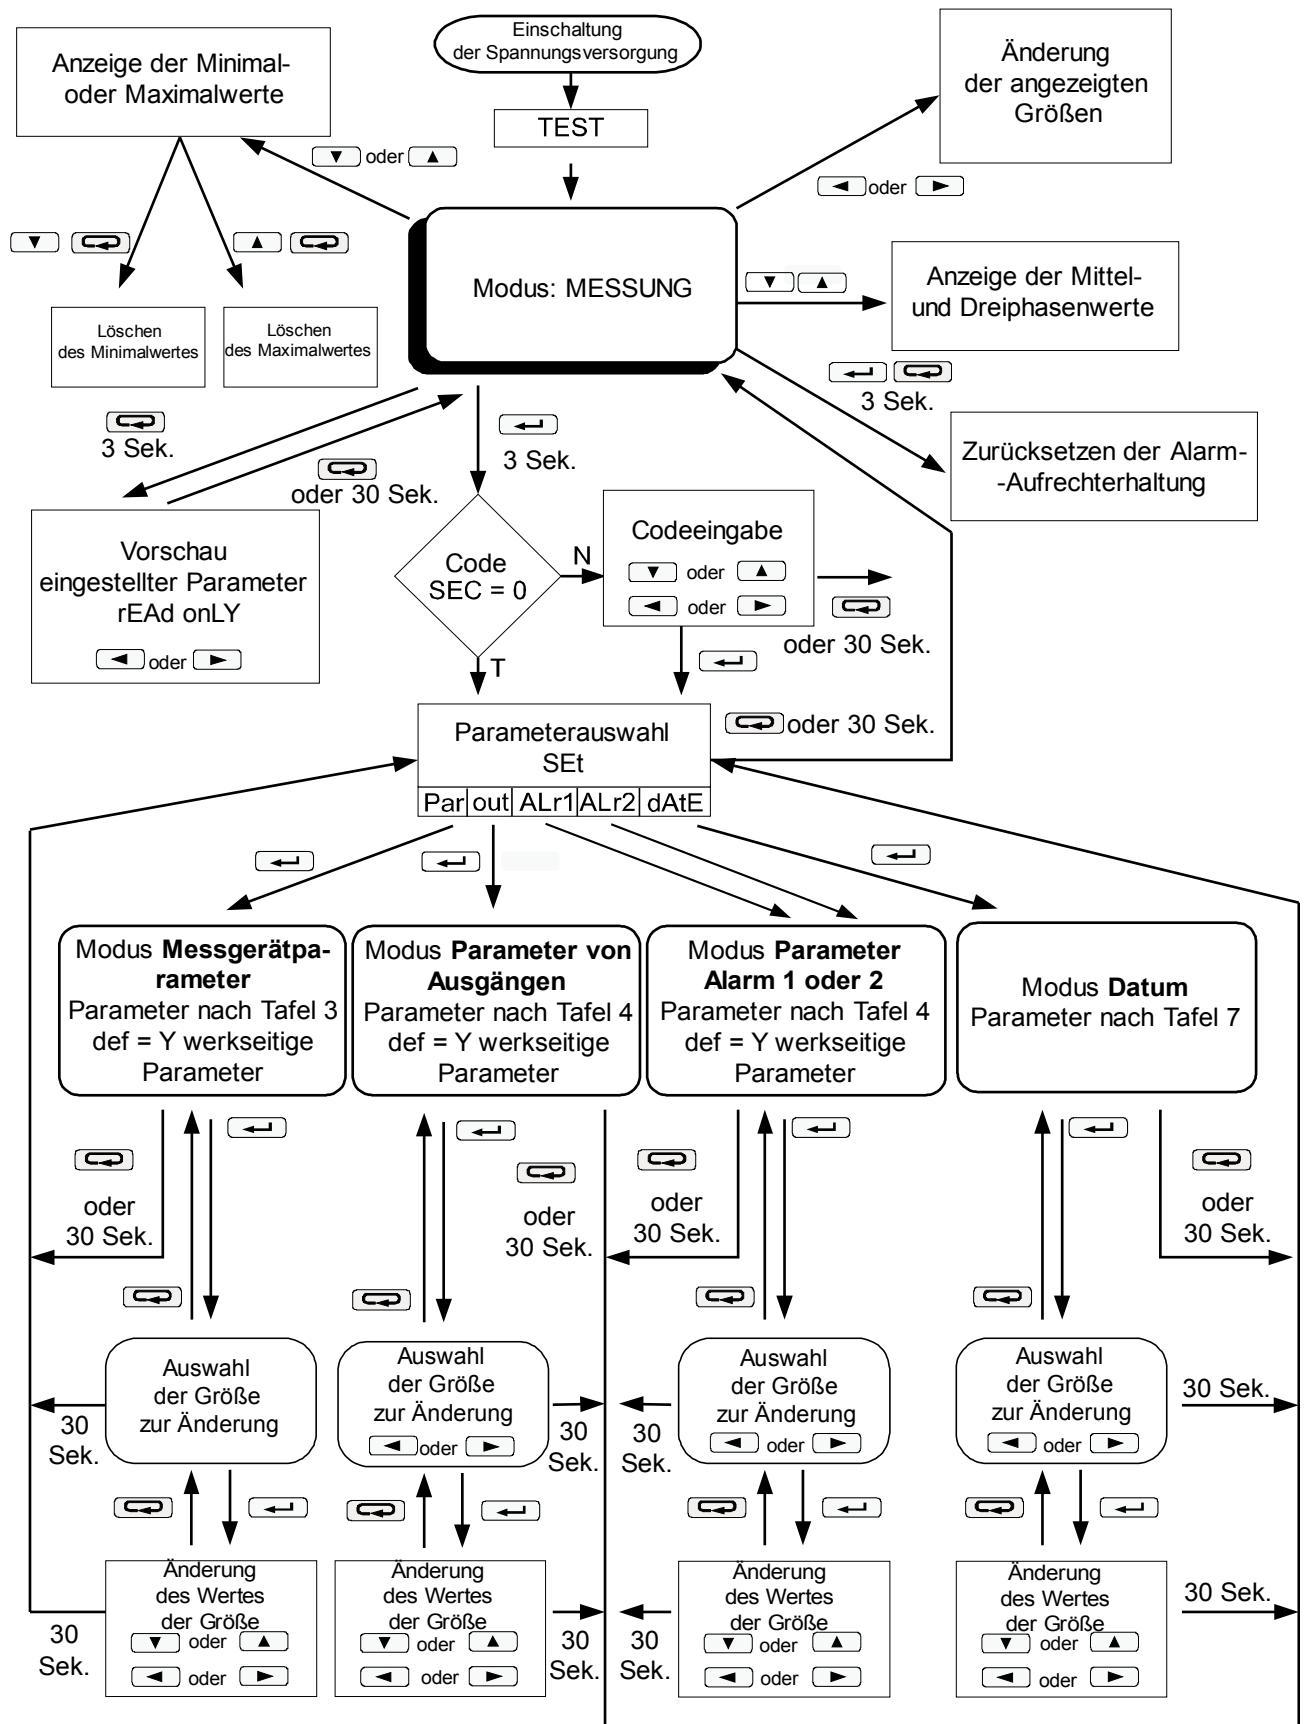 Einschaltung
der Spannungsversorgung
TEST
Anzeige der Minimal-
oder Maximalwerte
Änderung
der angezeigten
Größen
oder
oder
Modus: MESSUNG
Anzeige der Mittel-
und Dreiphasenwerte
Löschen
des Minimalwertes
Löschen
des Maximalwertes
3 Sek.
3 Sek.
oder 30 Sek.
3 Sek.
Zurücksetzen der Alarm-
-Aufrechterhaltung
Vorschau
eingestellter Parameter
rEAd onLY
oder
Code
SEC = 0
N
T
Codeeingabe
oder
oder
oder 30 Sek.
oder 30 Sek.
Parameterauswahl
SEt
Par out ALr1 ALr2 dAtE
Modus Messgerätpa-
rameter
Parameter nach Tafel 3
def = Y werkseitige
Parameter
Modus Parameter von
Ausgängen
Parameter nach Tafel 4
def = Y werkseitige
Parameter
Modus Parameter
Alarm 1 oder 2
Parameter nach Tafel 4
def = Y werkseitige
Parameter
Modus Datum
Parameter nach Tafel 7
oder
30 Sek.
oder
30 Sek.
oder
30 Sek.
oder
30 Sek.
Auswahl
der Größe
zur Änderung
30
Sek.
Auswahl
der Größe
zur Änderung
oder
30
Sek.
Auswahl
der Größe
zur Änderung
oder
30
Sek.
Auswahl
der Größe
zur Änderung
oder
30 Sek.
Änderung
des Wertes
der Größe
oder
oder
30
Sek.
Änderung
des Wertes
der Größe
oder
oder
30
Sek.
Änderung
des Wertes
der Größe
oder
oder
30
Sek.
Änderung
des Wertes
der Größe
oder
oder
30 Sek.